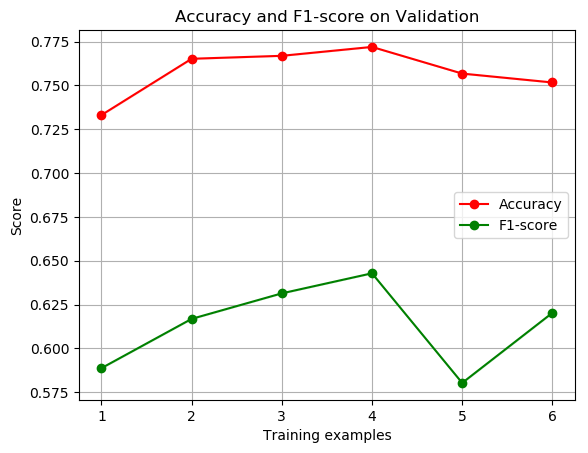 Accuracy and F1-score on Validation
0.775
0.750
0.725
0.700
0.675
0.650
0.625
0.600
0.575
Score
Accuracy
F1-score
1 2 3 4 5 6
Training examples